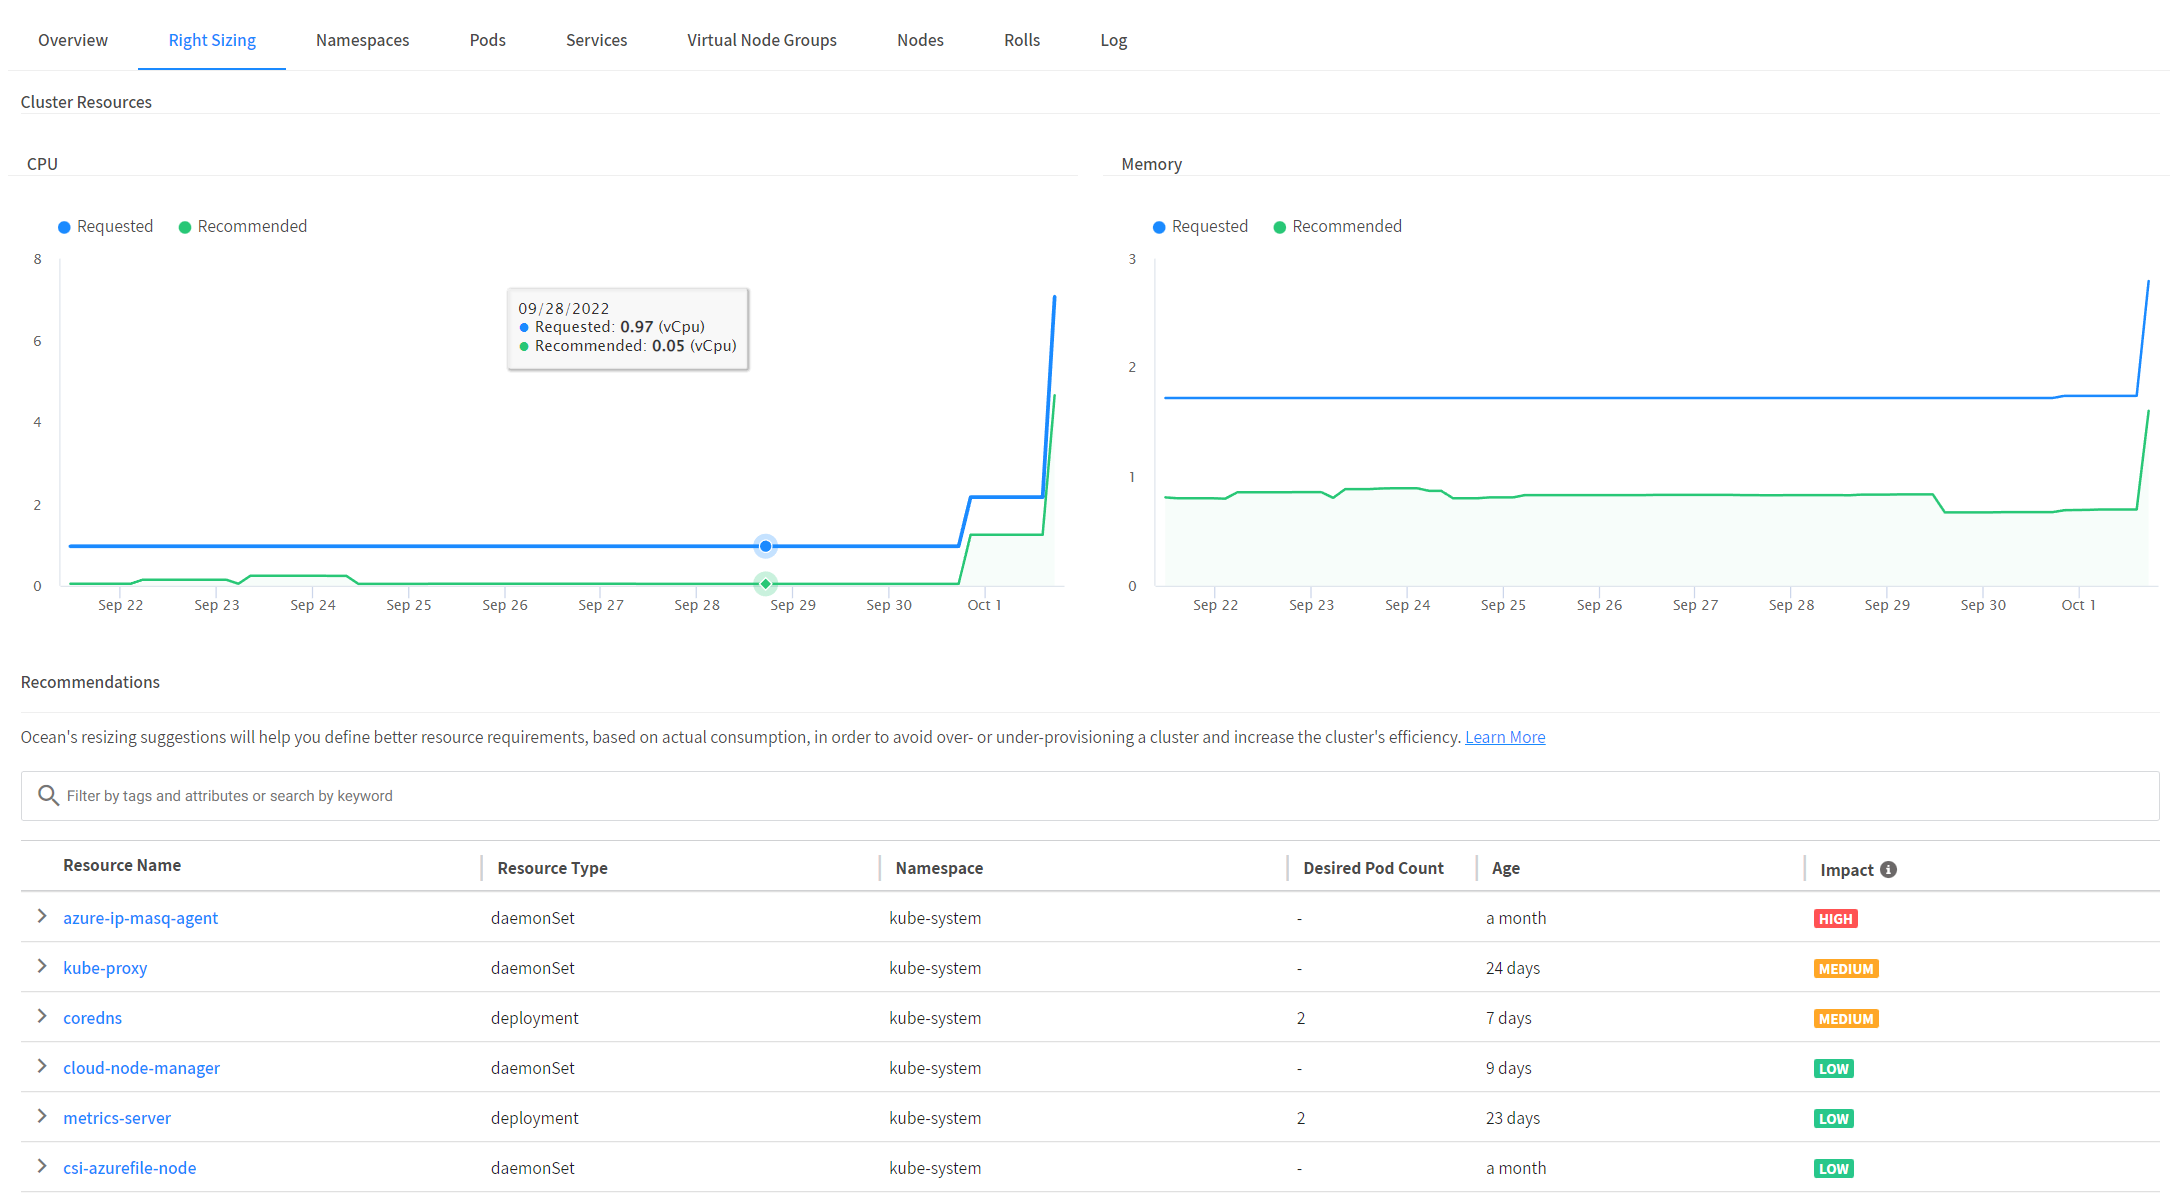 Overview Right Sizing Namespaces Pods Services Virtual Node Groups Nodes Rolls Log
Cluster Resources
CPU
Requested Recommended
8
6
4
2
0
09/28/2022
Requested: 0.97 (vCpu)
Recommended: 0.05 (vCpu)
Sep 22 Sep 23 Sep 24 Sep 25 Sep 26 Sep 27 Sep 28 Sep 29 Sep 30 Oct 1
Memory
Requested Recommended
3
2
1
0
Sep 22 Sep 23 Sep 24 Sep 25 Sep 26 Sep 27 Sep 28 Sep 29 Sep 30 Oct 1
Recommendations
Ocean's resizing suggestions will help you define better resource requirements, based on actual consumption, in order to avoid over- or under-provisioning a cluster and increase the cluster's efficiency. Learn More
Filter by tags and attributes or search by keyword
Resource Name Resource Type Namespace Desired Pod Count Age Impact
azure-ip-masq-agent daemonSet kube-system - a month HIGH
kube-proxy daemonSet kube-system - 24 days MEDIUM
coredns deployment kube-system 2 7 days MEDIUM
cloud-node-manager daemonSet kube-system - 9 days LOW
metrics-server deployment kube-system 2 23 days LOW
csi-azurefile-node daemonSet kube-system - a month LOW